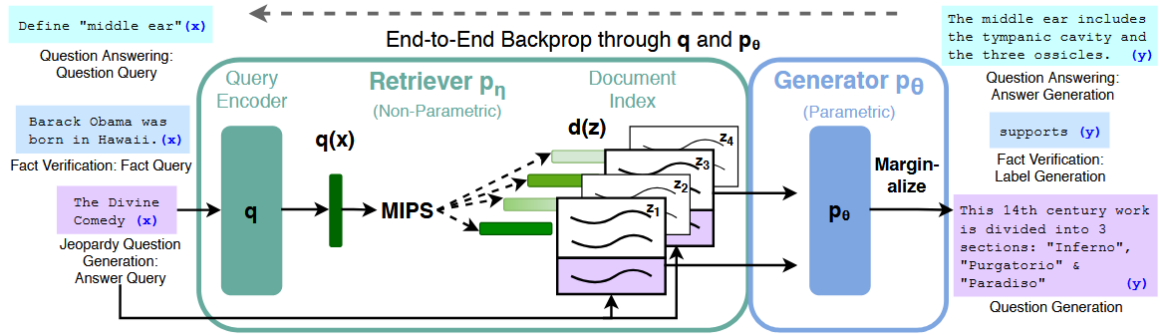 Define "middle ear" (x)
Question Answering:
Question Query
Barack Obama was
born in Hawaii. (x)
Fact Verification: Fact Query
The Divine
Comedy (x)
Jeopardy Question
Generation:
Answer Query
End-to-End Backprop through q and pθ
Query
Encoder
q
q(x)
Retriever pη
(Non-Parametric)
MIPS
Document
Index
d(z)
z4
z3
z2
z1
Generator pθ
(Parametric)
pθ
Margin-
alize
The middle ear includes
the tympanic cavity and
the three ossicles. (y)
Question Answering:
Answer Generation
supports (y)
Fact Verification:
Label Generation
This 14th century work
is divided into 3
sections: "Inferno",
"Purgatorio" &
"Paradiso" (y)
Question Generation